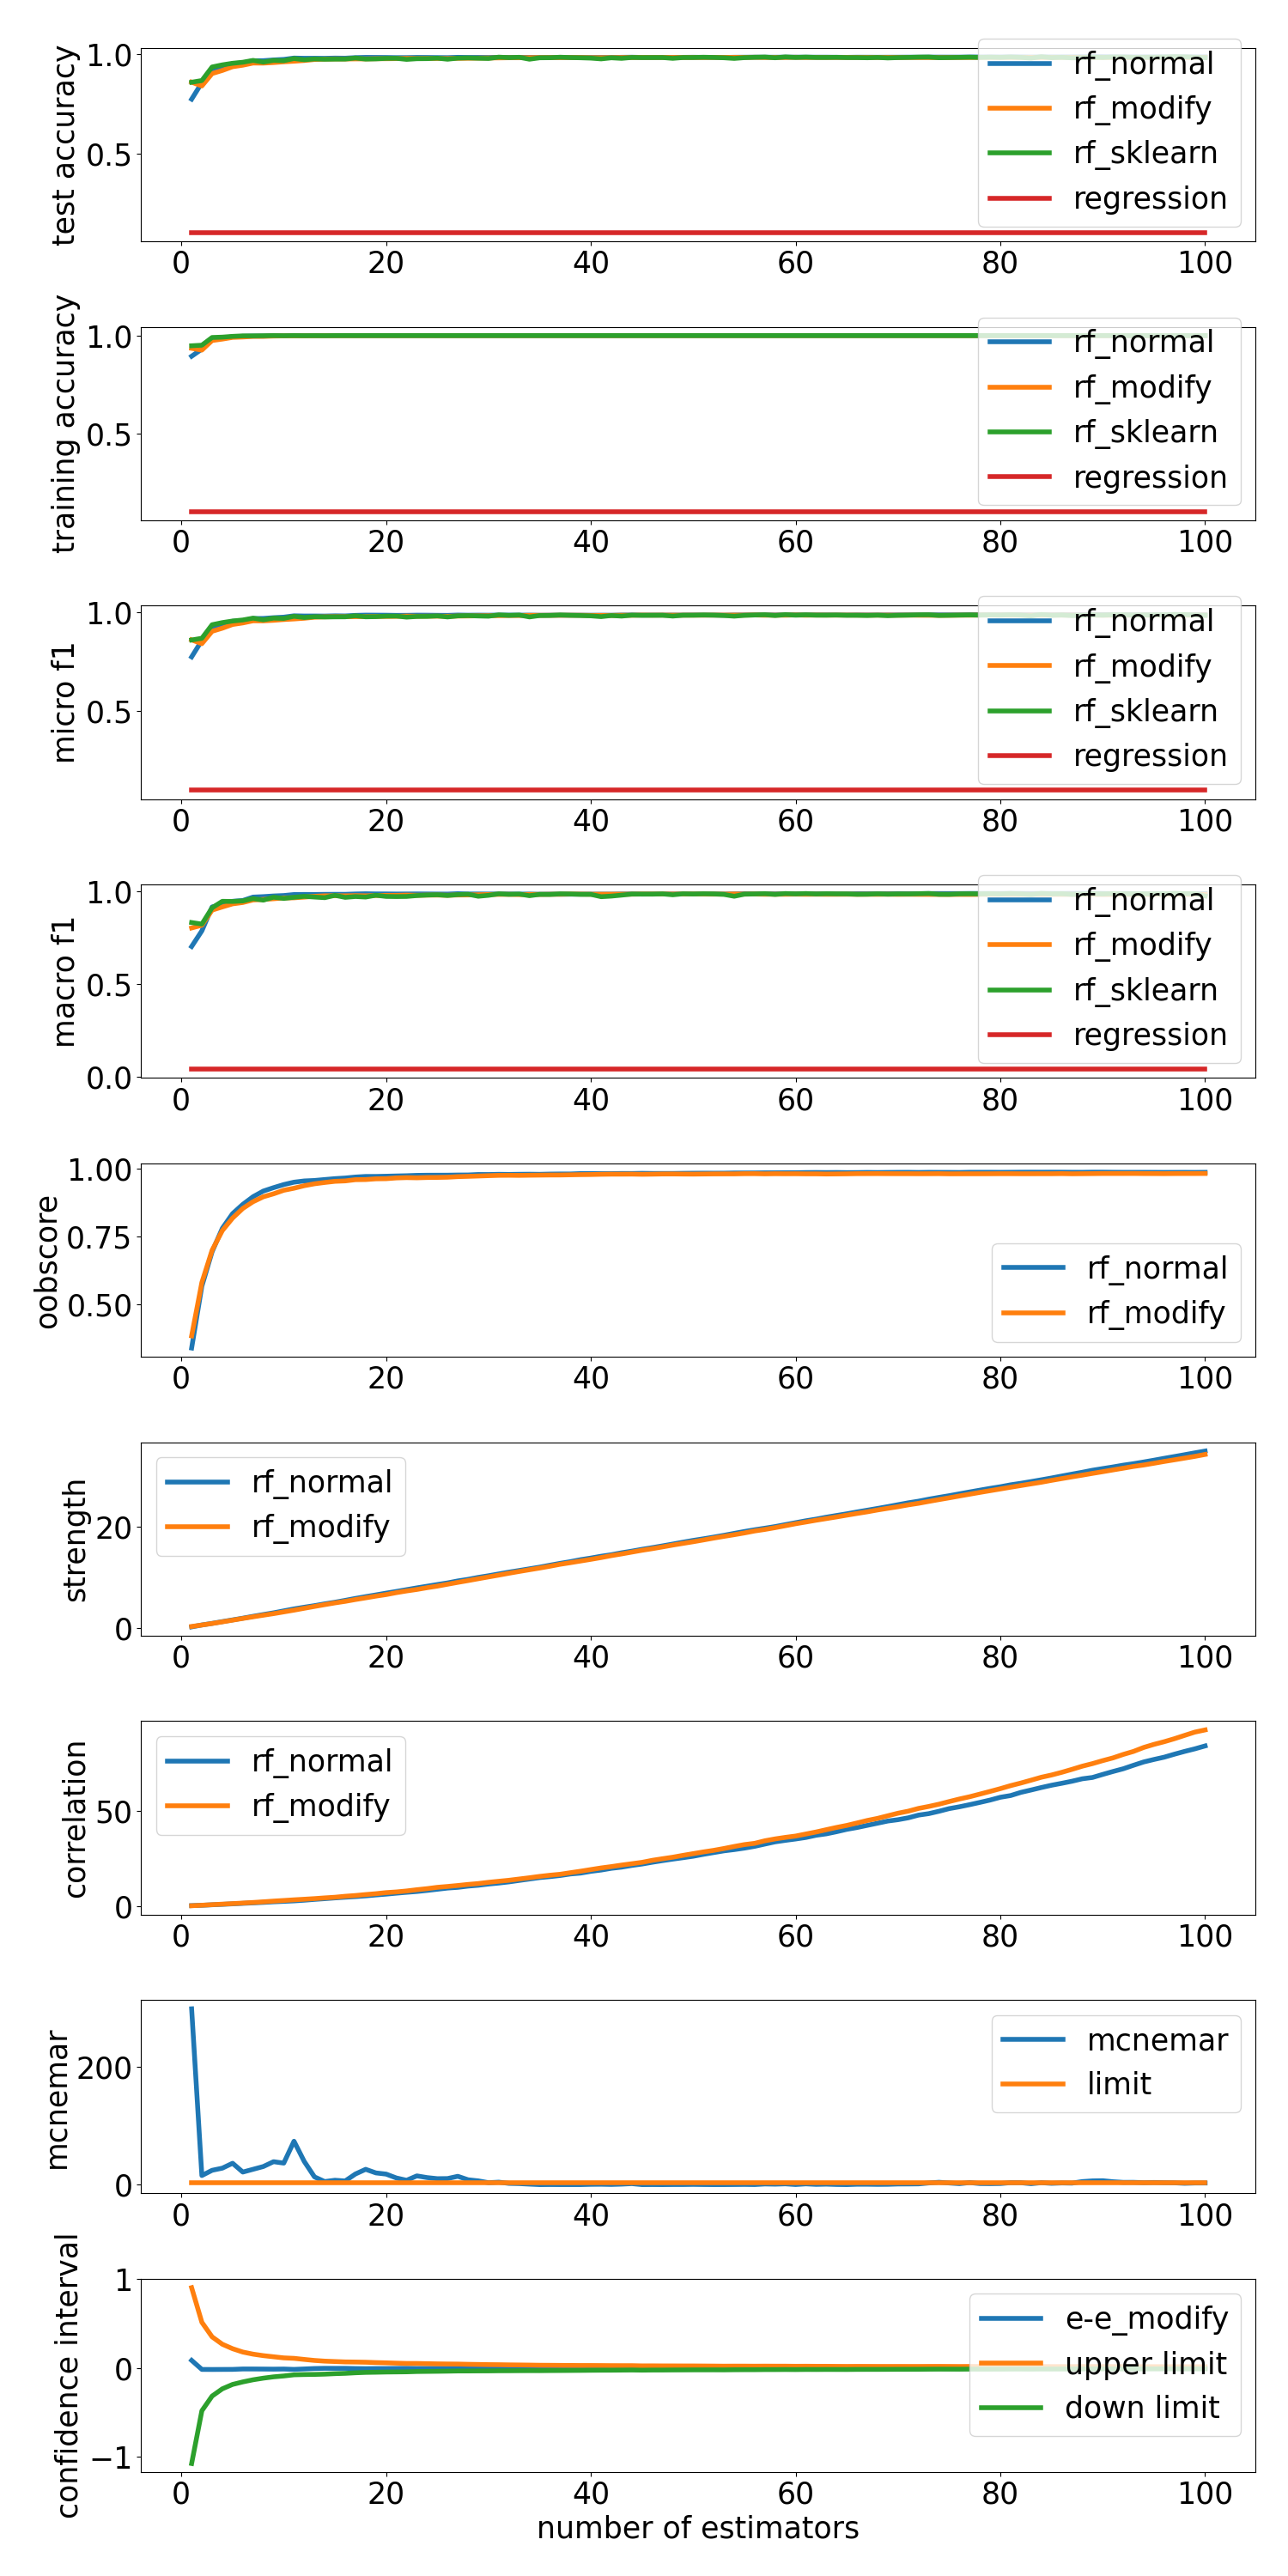 test accuracy
1.0
0.5
rf_normal
rf_modify
rf_sklearn
regression
0 20 40 60 80 100
training accuracy
1.0
0.5
rf_normal
rf_modify
rf_sklearn
regression
0 20 40 60 80 100
micro f1
1.0
0.5
rf_normal
rf_modify
rf_sklearn
regression
0 20 40 60 80 100
macro f1
1.0
0.5
0.0
rf_normal
rf_modify
rf_sklearn
regression
0 20 40 60 80 100
oobscore
1.00
0.75
0.50
rf_normal
rf_modify
0 20 40 60 80 100
strength
20
0
rf_normal
rf_modify
0 20 40 60 80 100
correlation
50
0
rf_normal
rf_modify
0 20 40 60 80 100
mcnemar
200
0
mcnemar
limit
0 20 40 60 80 100
confidence interval
1
0
−1
e-e_modify
upper limit
down limit
0 20 40 60 80 100
number of estimators